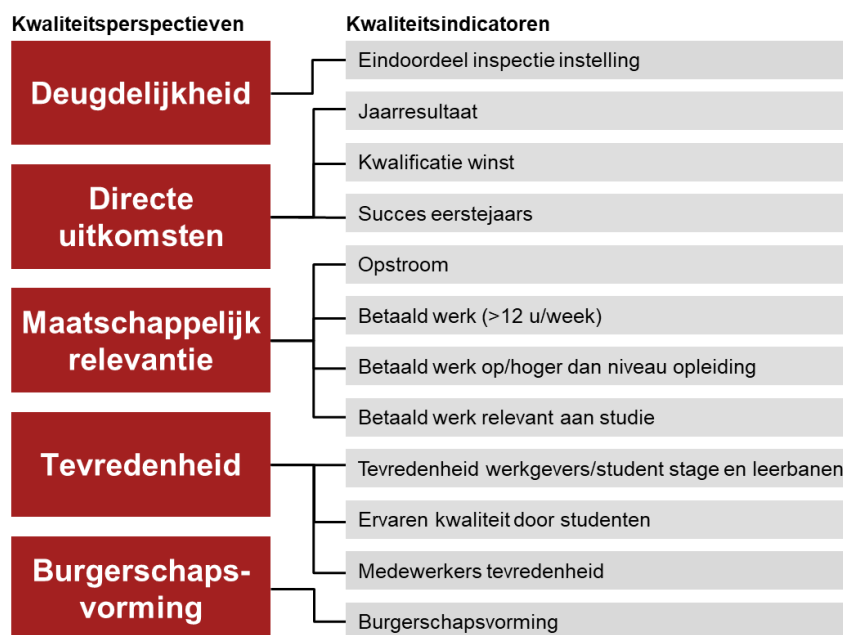 Kwaliteitsperspectieven
Kwaliteitsindicatoren
Deugdelijkheid
Eindoordeel inspectie instelling
Jaarresultaat
Directe
uitkomsten
Kwalificatie winst
Succes eerstejaars
Maatschappelijk
relevantie
Opstroom
Betaald werk (>12 u/week)
Betaald werk op/hoger dan niveau opleiding
Betaald werk relevant aan studie
Tevredenheid
Tevredenheid werkgevers/student stage en leerbanen
Ervaren kwaliteit door studenten
Medewerkers tevredenheid
Burgerschaps-
vorming
Burgerschapsvorming